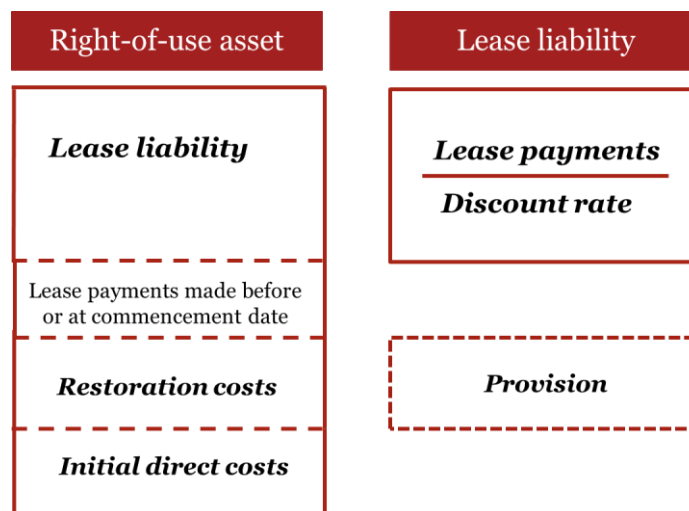 Right-of-use asset
Lease liability
Lease liability
Lease payments made before
or at commencement date
Restoration costs
Initial direct costs
Lease payments
Discount rate
Provision